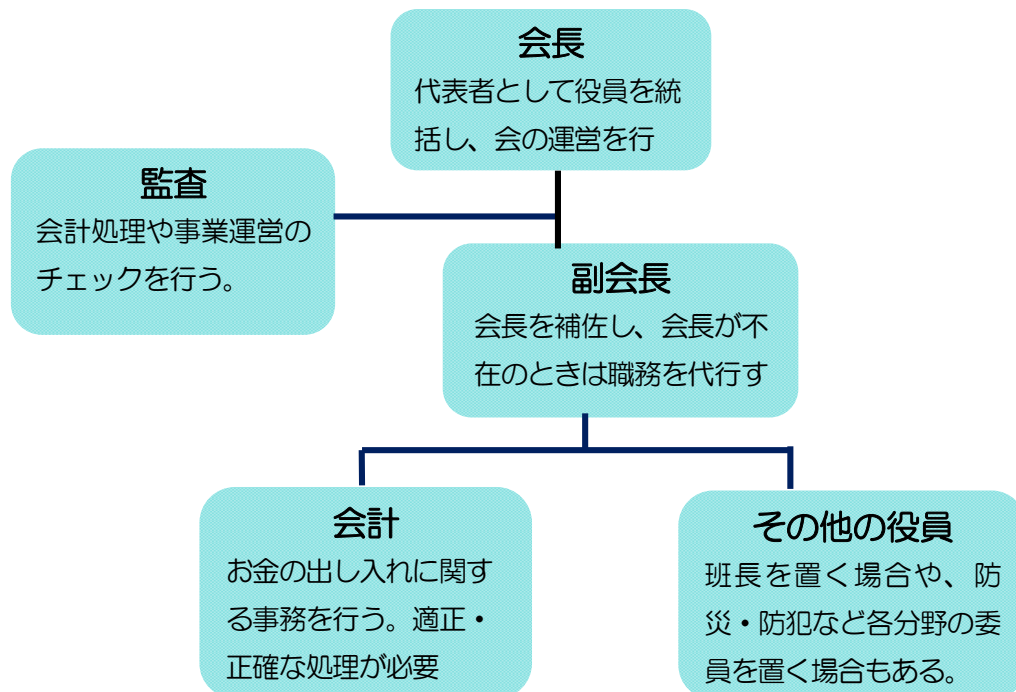 会長
代表者として役員を統
括し、会の運営を行
監査
会計処理や事業運営の
チェックを行う。
副会長
会長を補佐し、会長が不
在のときは職務を代行す
会計
お金の出し入れに関す
る事務を行う。適正・
正確な処理が必要
その他の役員
班長を置く場合や、防
災・防犯など各分野の委
員を置く場合もある。